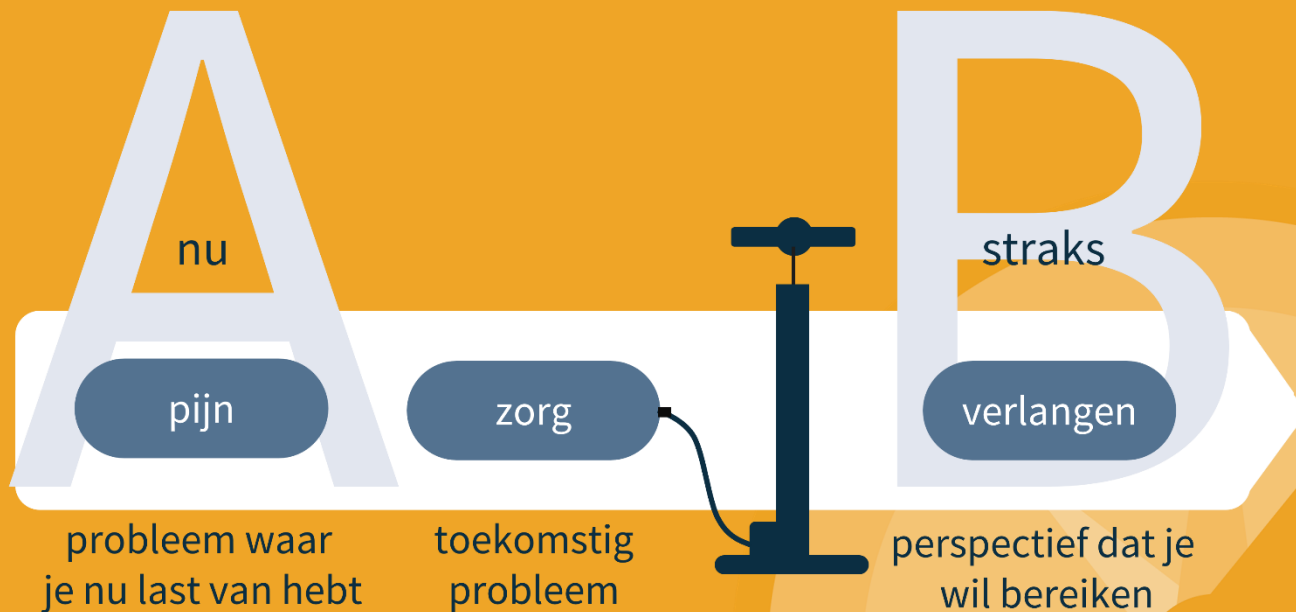 A
B
nu
straks
pijn
zorg
verlangen
probleem waar
je nu last van hebt
toekomstig
probleem
perspectief dat je
wil bereiken